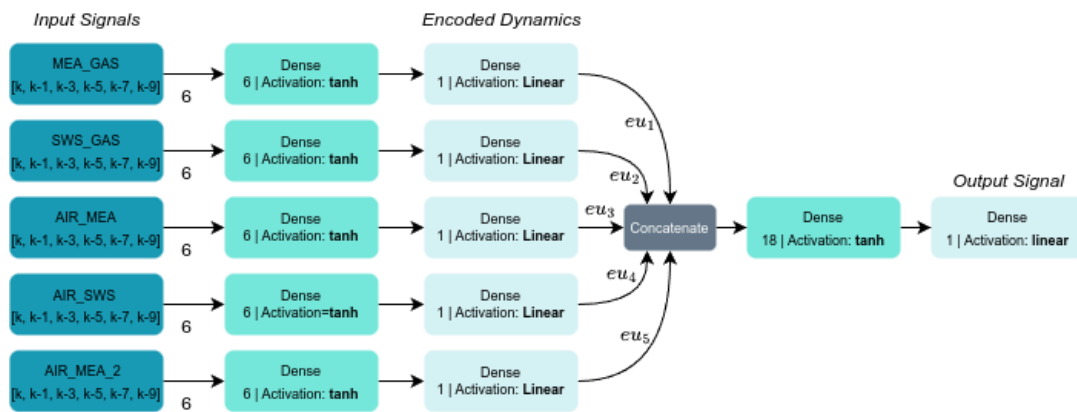 Input Signals
Encoded Dynamics
MEA_GAS
[k, k-1, k-3, k-5, k-7, k-9]
6
Dense
6 | Activation: tanh
Dense
1 | Activation: Linear
eu1
SWS_GAS
[k, k-1, k-3, k-5, k-7, k-9]
6
Dense
6 | Activation: tanh
Dense
1 | Activation: Linear
eu2
AIR_MEA
[k, k-1, k-3, k-5, k-7, k-9]
6
Dense
6 | Activation: tanh
Dense
1 | Activation: Linear
eu3
AIR_SWS
[k, k-1, k-3, k-5, k-7, k-9]
6
Dense
6 | Activation=tanh
Dense
1 | Activation: Linear
eu4
AIR_MEA_2
[k, k-1, k-3, k-5, k-7, k-9]
6
Dense
6 | Activation: tanh
Dense
1 | Activation: Linear
eu5
Concatenate
Dense
18 | Activation: tanh
Output Signal
Dense
1 | Activation: linear